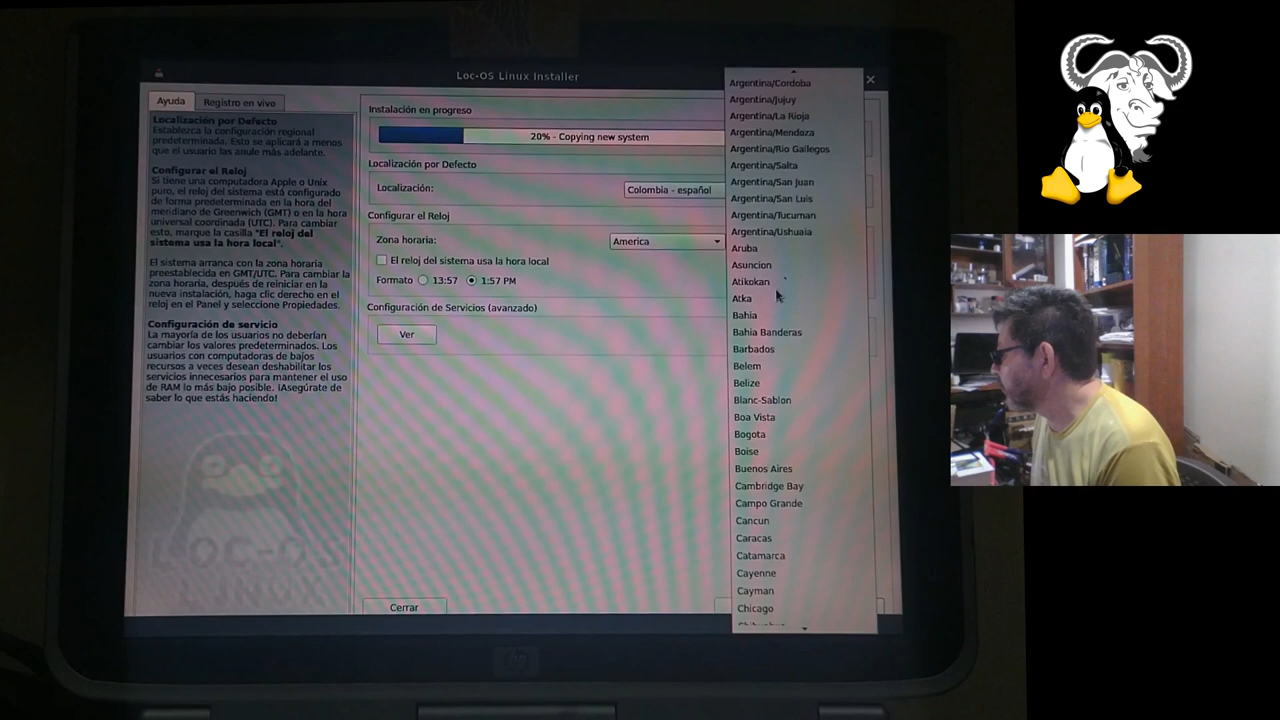 Loc-OS Linux Installer
Ayuda
Registro en vivo
Localización por Defecto
Establezca la configuración regional
predeterminada. Esto se aplicará a menos
que el usuario las anule más adelante.
Configurar el Reloj
Si tiene una computadora Apple o Unix
puro, el reloj del sistema está configurado
de forma predeterminada en la hora del
meridiano de Greenwich (GMT) o en la hora
universal coordinada (UTC). Para cambiar
esto, marque la casilla "El reloj del
sistema usa la hora local".
El sistema arranca con la zona horaria
preestablecida en GMT/UTC. Para cambiar la
zona horaria, después de reiniciar en la
nueva instalación, haga clic derecho en el
reloj en el Panel y seleccione Propiedades.
Configuración de servicio
La mayoría de los usuarios no deberían
cambiar los valores predeterminados. Los
usuarios con computadoras de bajos
recursos a veces desean deshabilitar los
servicios innecesarios para mantener el uso
de RAM lo más bajo posible. ¡Asegúrate de
saber lo que estás haciendo!
LOC-OS
LINUX
Instalación en progreso
20% - Copying new system
Localización por Defecto
Localización:
Colombia - español
Configurar el Reloj
Zona horaria:
America
El reloj del sistema usa la hora local
Formato
13:57
1:57 PM
Configuración de Servicios (avanzado)
Ver
Cerrar
Argentina/Cordoba
Argentina/Jujuy
Argentina/La Rioja
Argentina/Mendoza
Argentina/Rio Gallegos
Argentina/Salta
Argentina/San Juan
Argentina/San Luis
Argentina/Tucuman
Argentina/Ushuaia
Aruba
Asuncion
Atikokan
Atka
Bahia
Bahia Banderas
Barbados
Belem
Belize
Blanc-Sablon
Boa Vista
Bogota
Boise
Buenos Aires
Cambridge Bay
Campo Grande
Cancun
Caracas
Catamarca
Cayenne
Cayman
Chicago
hp